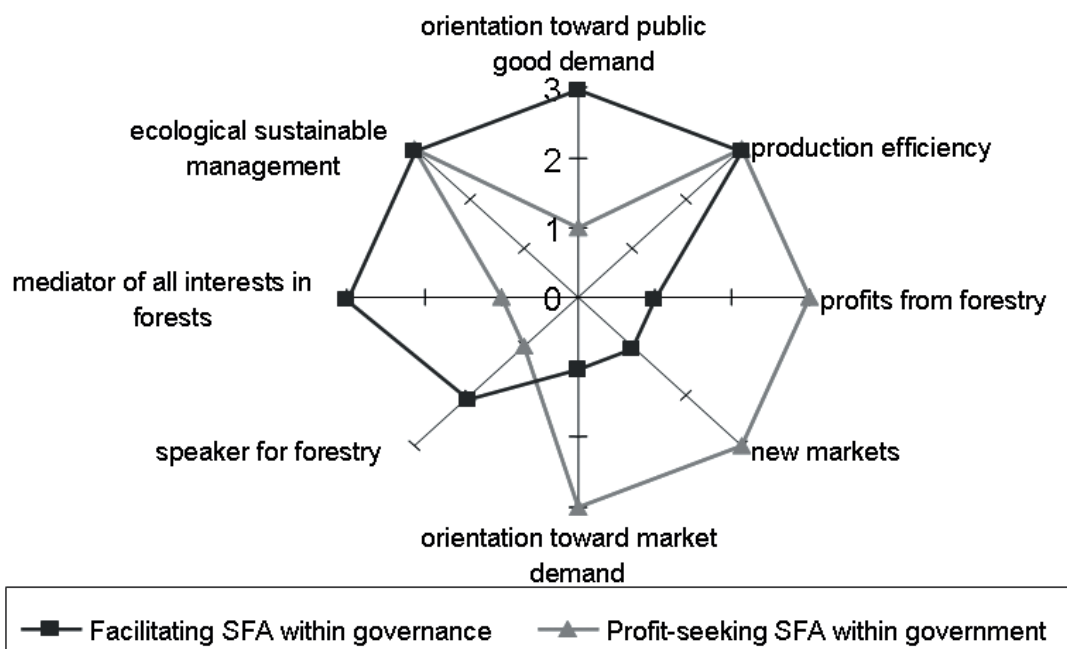 orientation toward public
good demand
3
ecological sustainable
management
production efficiency
2
1
mediator of all interests in
forests
0
profits from forestry
speaker for forestry
new markets
orientation toward market
demand
Facilitating SFA within governance
Profit-seeking SFA within government